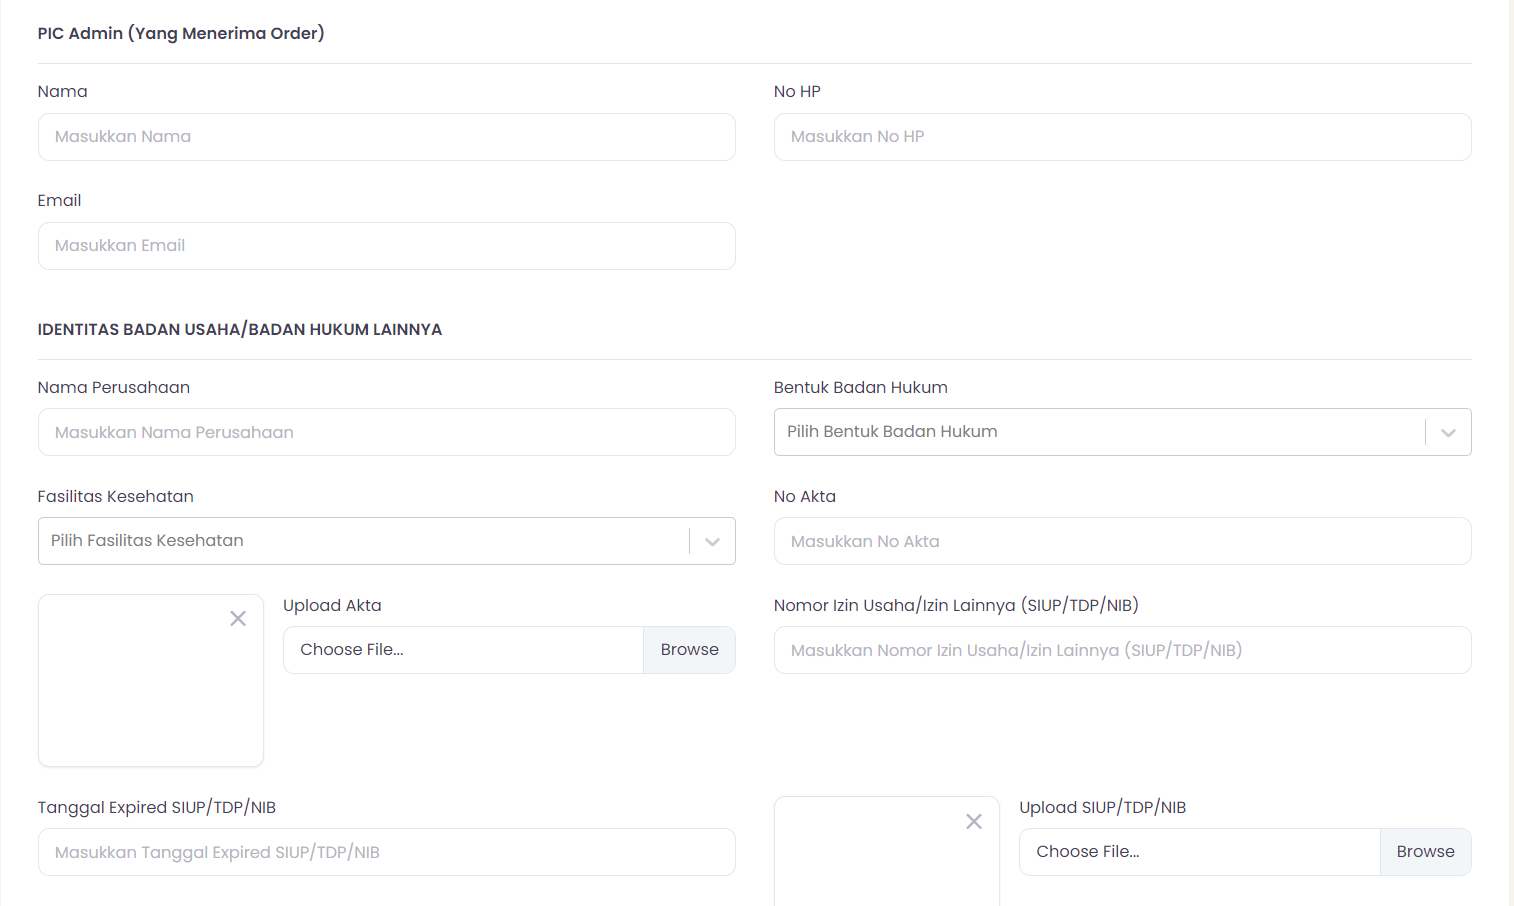 PIC Admin (Yang Menerima Order)
Nama
No HP
Masukkan Nama
Masukkan No HP
Email
Masukkan Email
IDENTITAS BADAN USAHA/BADAN HUKUM LAINNYA
Nama Perusahaan
Bentuk Badan Hukum
Masukkan Nama Perusahaan
Pilih Bentuk Badan Hukum
Fasilitas Kesehatan
No Akta
Pilih Fasilitas Kesehatan
Masukkan No Akta
Upload Akta
Nomor Izin Usaha/Izin Lainnya (SIUP/TDP/NIB)
Choose File...
Browse
Masukkan Nomor Izin Usaha/Izin Lainnya (SIUP/TDP/NIB)
Tanggal Expired SIUP/TDP/NIB
Upload SIUP/TDP/NIB
Masukkan Tanggal Expired SIUP/TDP/NIB
Choose File...
Browse